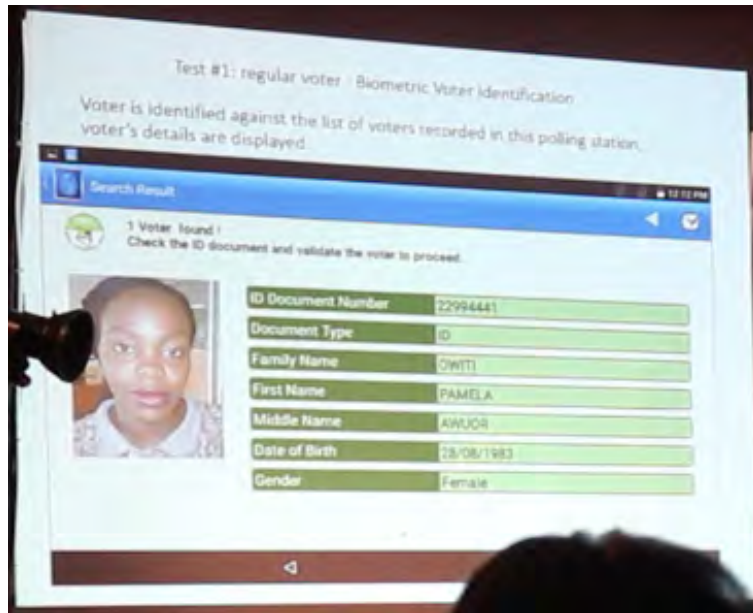 Test #1: regular voter - Biometric Voter Identification
Voter is identified against the list of voters recorded in this polling station,
voter's details are displayed
12:12 PM
Search Result
1 Voter found !
Check the ID document and validate the voter to proceed.
ID Document Number 22994441
Document Type ID
Family Name OWITI
First Name PAMELA
Middle Name AWUOR
Date of Birth 28/08/1983
Gender Female